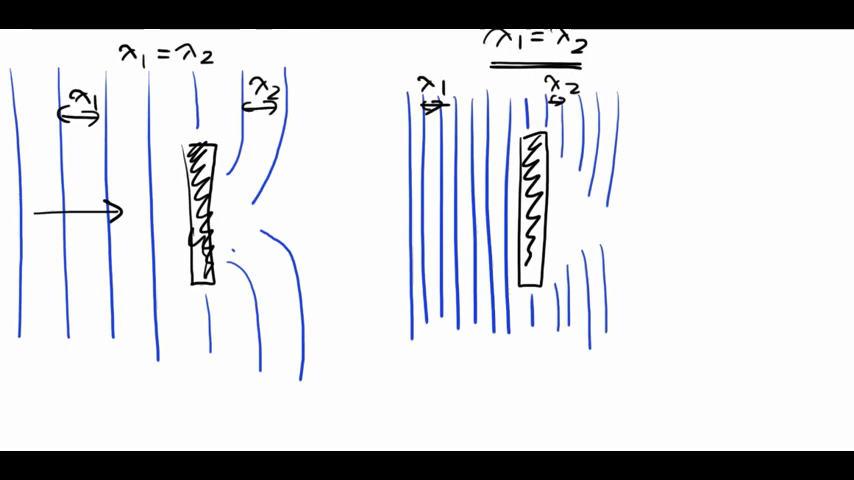 λ1 = λ2
λ1
λ2
λ1 = λ2
λ1
λ2